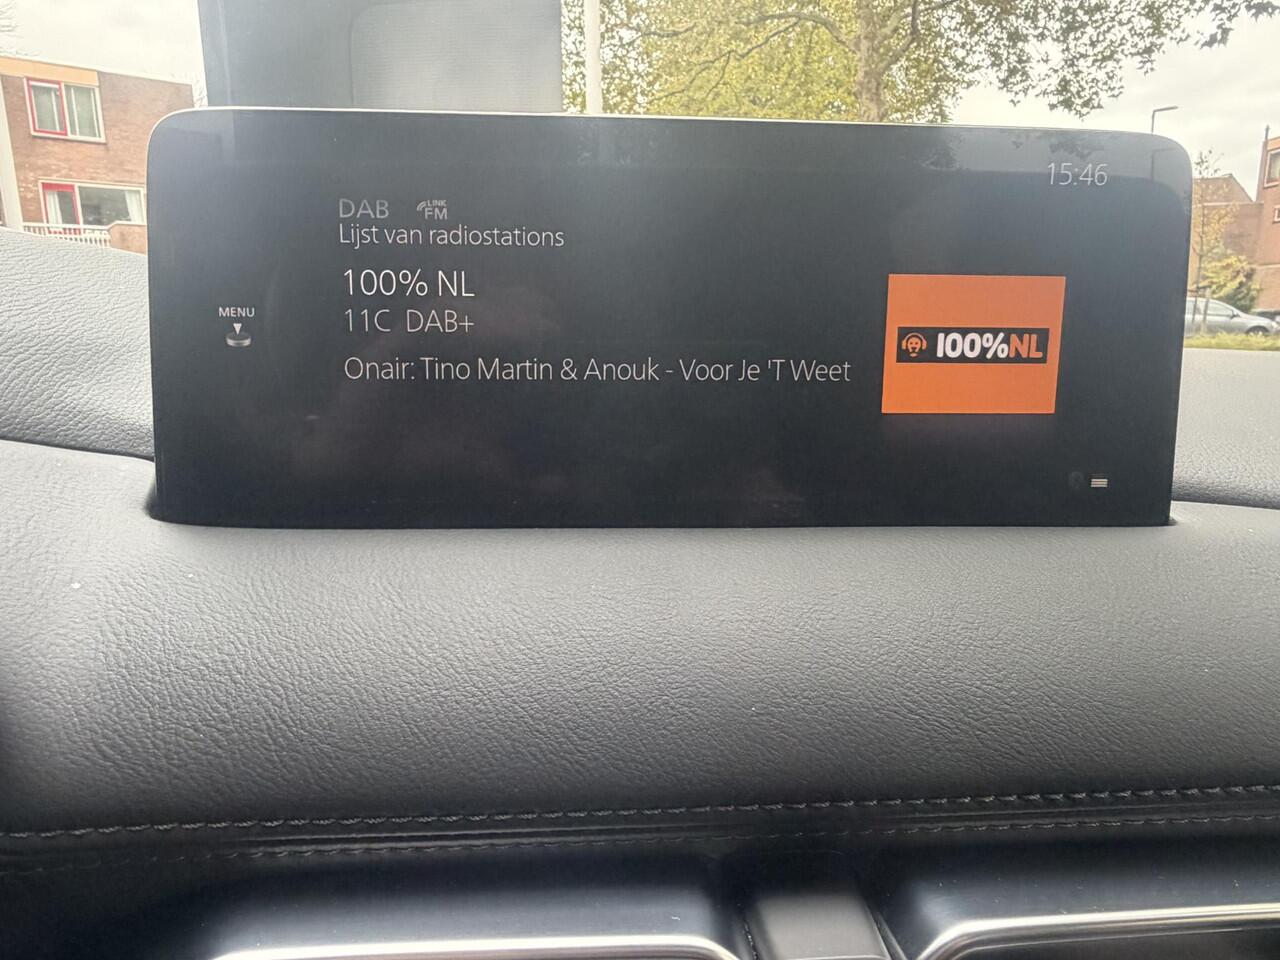 15:46
DAB LINK FM
Lijst van radiostations
100% NL
11C DAB+
MENU
Onair: Tino Martin & Anouk - Voor Je 'T Weet
100%NL